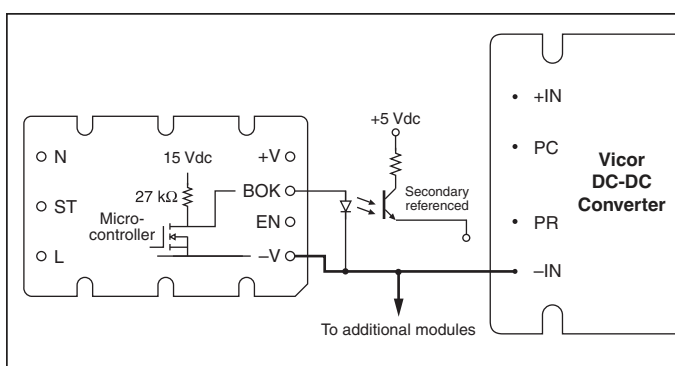 N
ST
L
15 Vdc
27 kΩ
Micro-
controller
+V
BOK
EN
–V
+5 Vdc
Secondary
referenced
To additional modules
+IN
PC
PR
–IN
Vicor
DC-DC
Converter